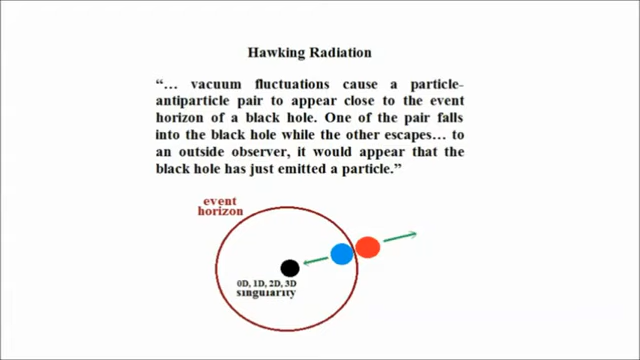 Hawking Radiation
“… vacuum fluctuations cause a particle-
antiparticle pair to appear close to the event
horizon of a black hole. One of the pair falls
into the black hole while the other escapes… to
an outside observer, it would appear that the
black hole has just emitted a particle.”
event
horizon
0D, 1D, 2D, 3D
singularity